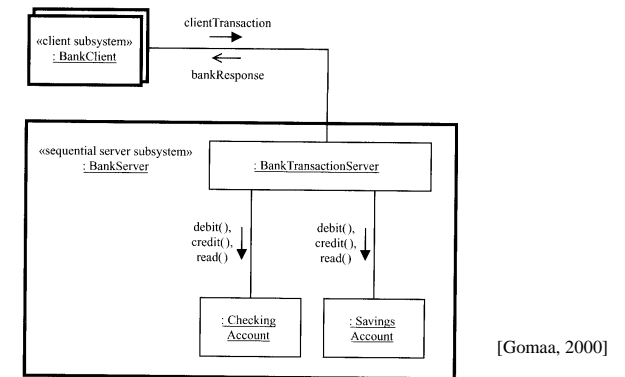 clientTransaction
«client subsystem»
: BankClient
bankResponse
«sequential server subsystem»
: BankServer
: BankTransactionServer
debit(),
credit(),
read()
debit(),
credit(),
read()
: Checking
Account
: Savings
Account
[Gomaa, 2000]